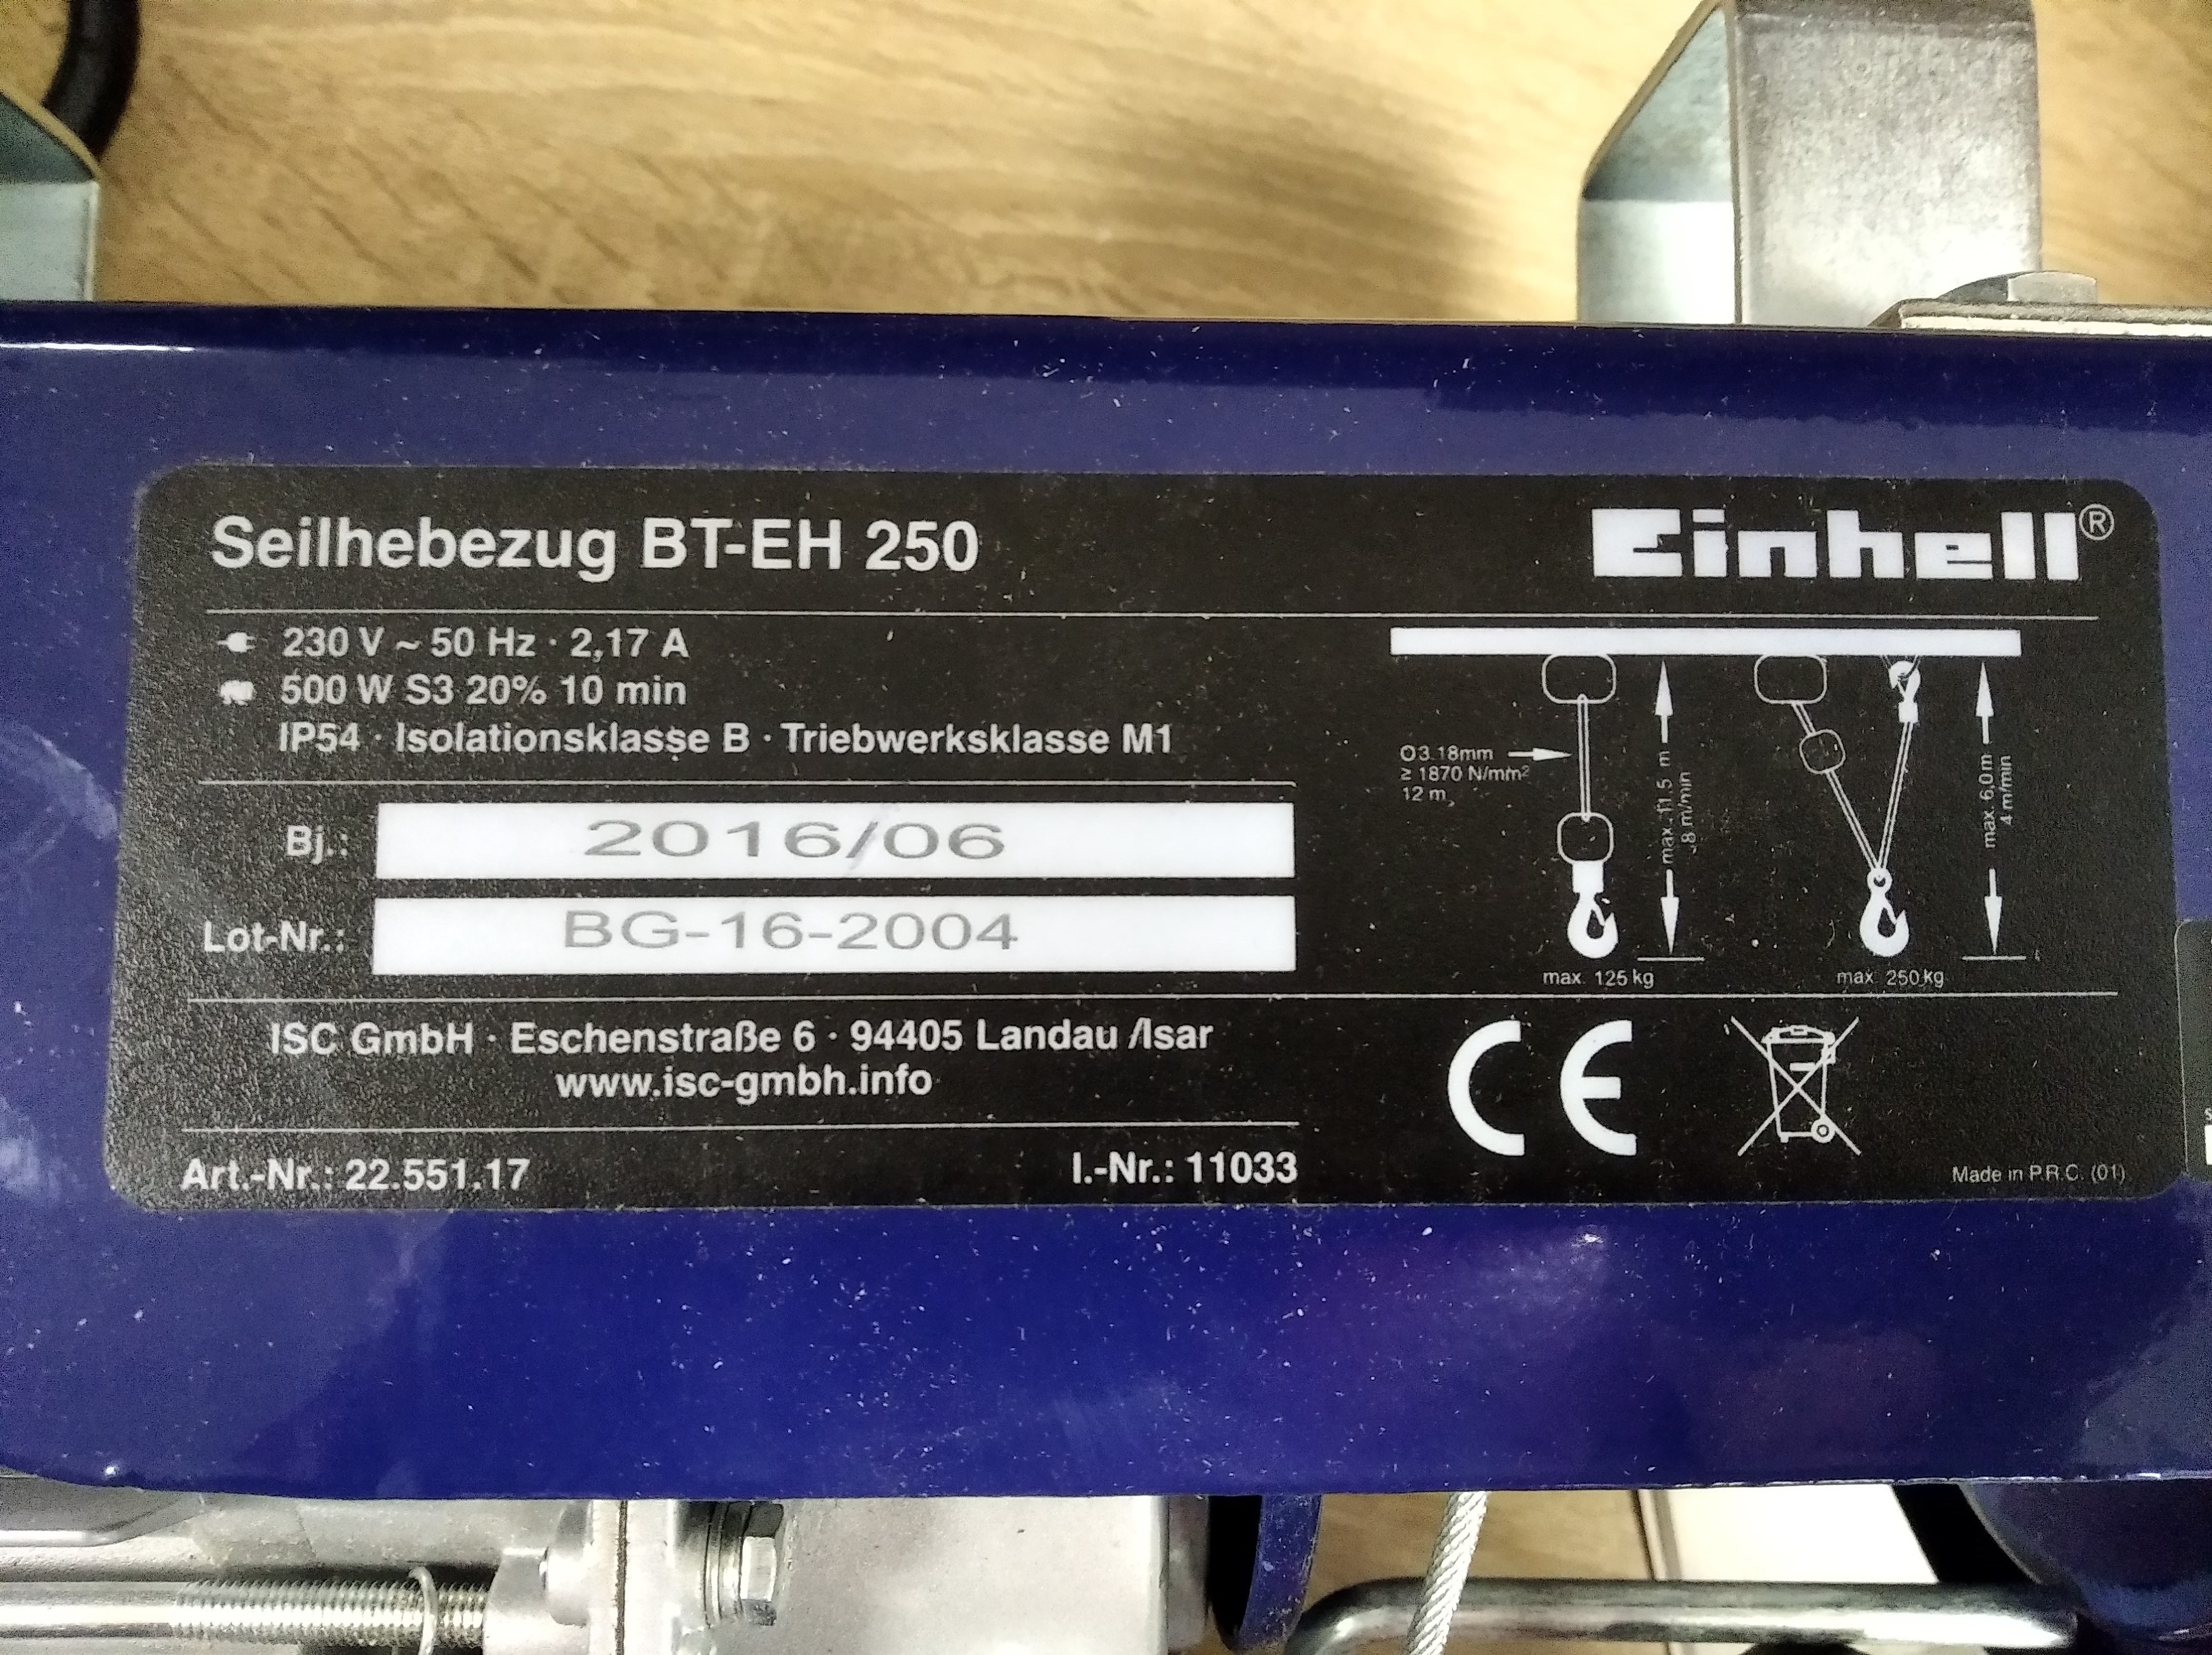 Seilhebezug BT-EH 250
Einhell®
230 V ~ 50 Hz · 2,17 A
500 W S3 20% 10 min
IP54 · Isolationsklasse B · Triebwerksklasse M1
Bj.: 2016/06
Lot-Nr.: BG-16-2004
Ø3.18mm
≥ 1870 N/mm²
12 m
max. 11.5 m
8 m/min
max. 6.0 m
4 m/min
max. 125 kg
max. 250 kg
ISC GmbH · Eschenstraße 6 · 94405 Landau /Isar
www.isc-gmbh.info
Art.-Nr.: 22.551.17
I.-Nr.: 11033
CE
Made in P.R.C. (01)